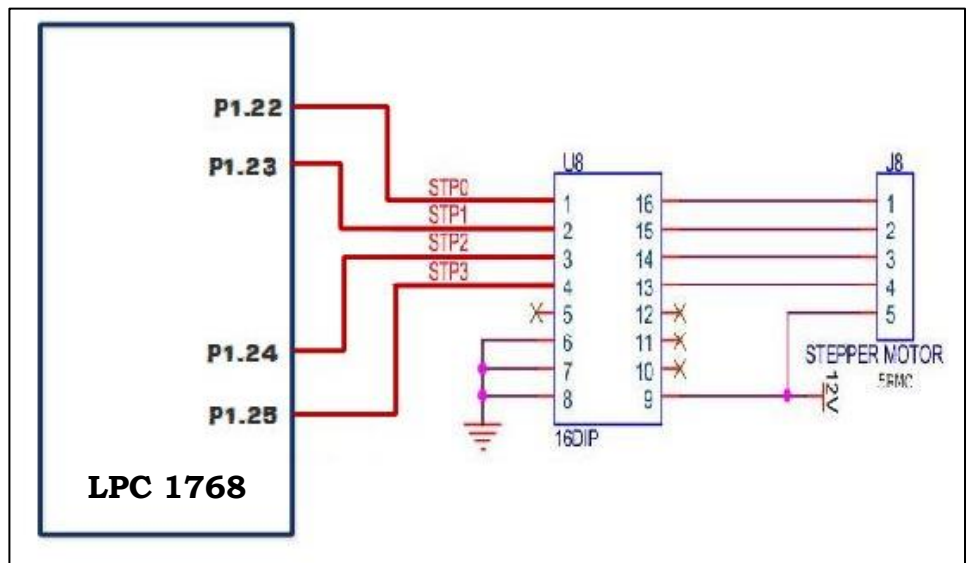 P1.22
P1.23
P1.24
P1.25
LPC 1768
STP0
STP1
STP2
STP3
U8
1 16
2 15
3 14
4 13
5 12
6 11
7 10
8 9
16DIP
J8
1
2
3
4
5
STEPPER MOTOR
12V